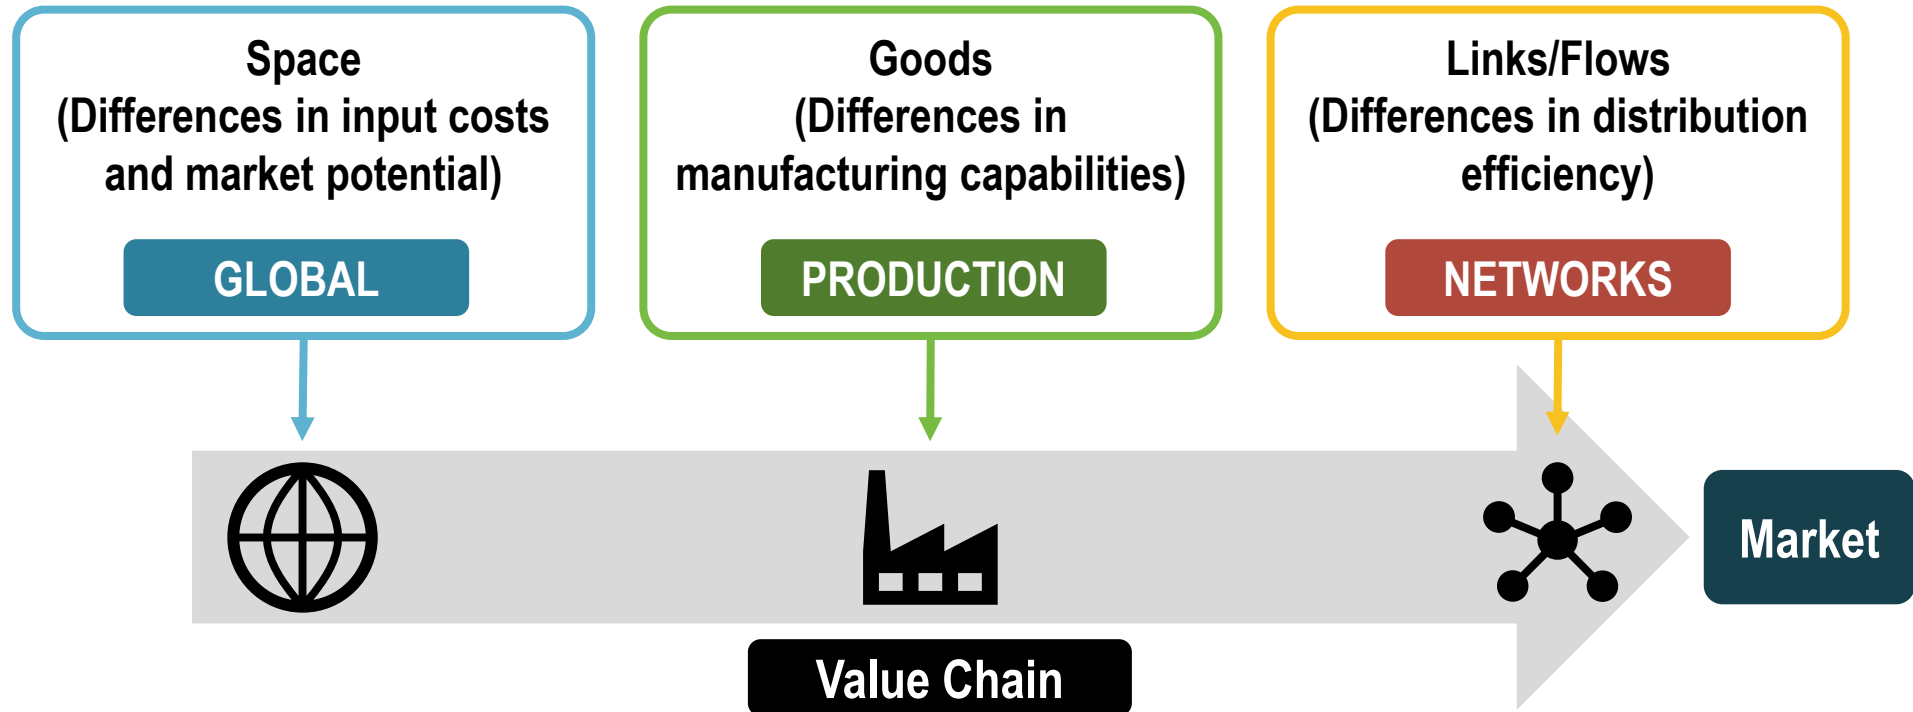 Space
(Differences in input costs
and market potential)
GLOBAL
Goods
(Differences in
manufacturing capabilities)
PRODUCTION
Links/Flows
(Differences in distribution
efficiency)
NETWORKS
Market
Value Chain